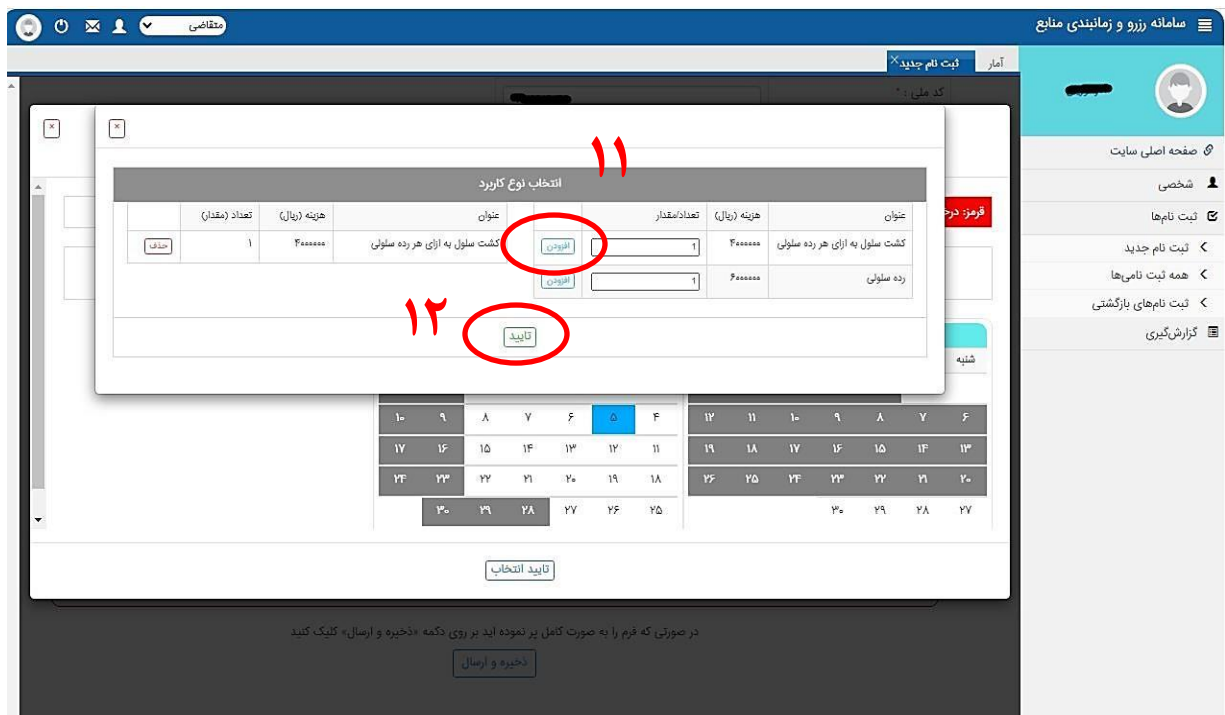 سامانه رزرو و زمانبندی منابع
متقاضی
آمار
ثبت نام جدید ×
صفحه اصلی سایت
شخصی
ثبت نام‌ها
ثبت نام جدید
همه ثبت نامی‌ها
ثبت نام‌های بازگشتی
گزارش‌گیری
کد ملی : *
قرمز: درخ
۱۱
انتخاب نوع کاربرد
عنوان هزینه (ریال) تعداد/مقدار
کشت سلول به ازای هر رده سلولی ۴۰۰۰۰۰۰ 1 افزودن
رده سلولی ۶۰۰۰۰۰۰ 1 افزودن
عنوان هزینه (ریال) تعداد (مقدار)
کشت سلول به ازای هر رده سلولی ۴۰۰۰۰۰۰ ۱ حذف
۱۲
تایید
شنبه
۶ ۷ ۸ ۹ ۱۰ ۱۱ ۱۲
۱۳ ۱۴ ۱۵ ۱۶ ۱۷ ۱۸ ۱۹
۲۰ ۲۱ ۲۲ ۲۳ ۲۴ ۲۵ ۲۶
۲۷ ۲۸ ۲۹ ۳۰
۴ ۵ ۶ ۷ ۸ ۹ ۱۰
۱۱ ۱۲ ۱۳ ۱۴ ۱۵ ۱۶ ۱۷
۱۸ ۱۹ ۲۰ ۲۱ ۲۲ ۲۳ ۲۴
۲۵ ۲۶ ۲۷ ۲۸ ۲۹ ۳۰
تایید انتخاب
در صورتی که فرم را به صورت کامل پر نموده اید بر روی دکمه «ذخیره و ارسال» کلیک کنید
ذخیره و ارسال